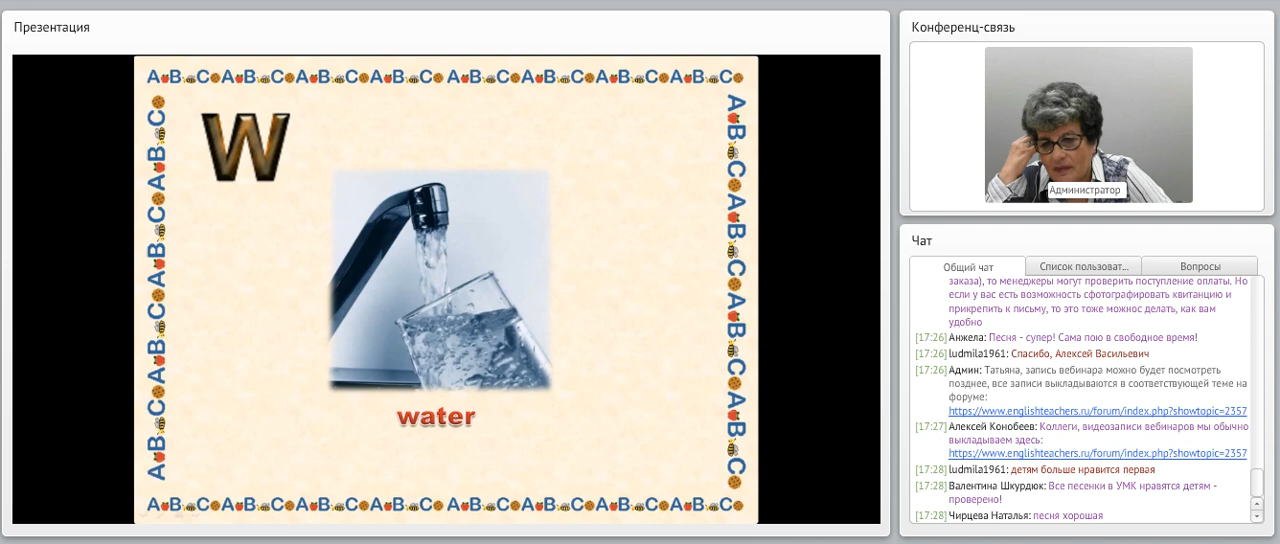 Презентация
A B C A B C A B C A B C A B C A B C A B C A B C
W
water
A B C A B C A B C A B C A B C
A B C A B C A B C A B C A B C
A B C A B C A B C A B C A B C A B C A B C A B C
Конференц-связь
Администратор
Чат
Общий чат
Список пользоват...
Вопросы
заказа), то менеджеры могут проверить поступление оплаты. Но
если у вас есть возможность сфотографировать квитанцию и
прикрепить к письму, то это тоже можнос делать, как вам
удобно
[17:26] Анжела: Песня - супер! Сама пою в свободное время!
[17:26] ludmila1961: Спасибо, Алексей Васильевич
[17:26] Админ: Татьяна, запись вебинара можно будет посмотреть
позднее, все записи выкладываются в соответствующей теме на
форуме:
https://www.englishteachers.ru/forum/index.php?showtopic=2357
[17:27] Алексей Конобеев: Коллеги, видеозаписи вебинаров мы обычно
выкладываем здесь:
https://www.englishteachers.ru/forum/index.php?showtopic=2357
[17:28] ludmila1961: детям больше нравится первая
[17:28] Валентина Шкурдюк: Все песенки в УМК нравятся детям -
проверено!
[17:28] Чирцева Наталья: песня хорошая